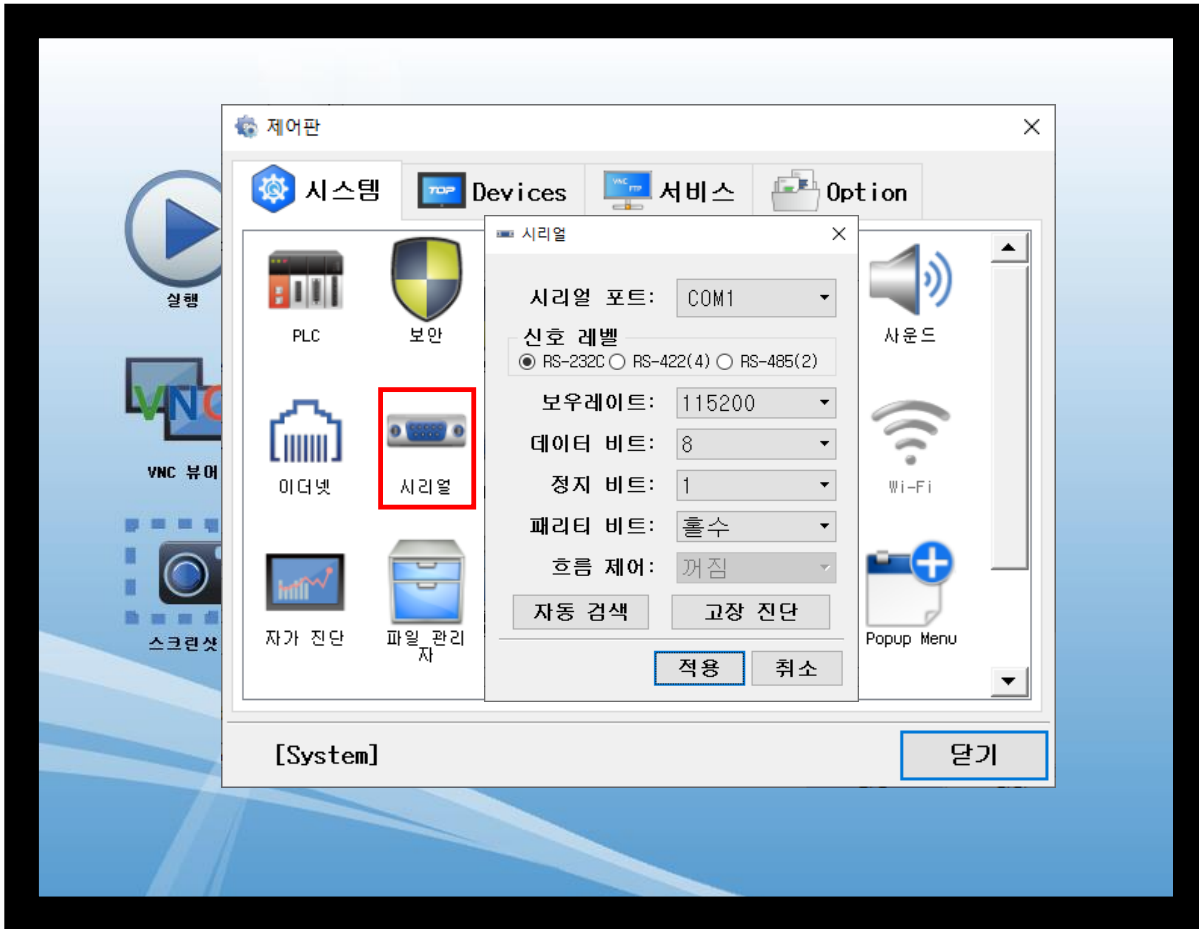 제어판
시스템
TOP
Devices
VNC
FTP
서비스
Option
실행
VNC
VNC 뷰어
스크린샷
PLC
보안
사운드
이더넷
시리얼
Wi-Fi
자가 진단
파일 관리
자
Popup Menu
시리얼
시리얼 포트: COM1
신호 레벨
RS-232C RS-422(4) RS-485(2)
보우레이트: 115200
데이터 비트: 8
정지 비트: 1
패리티 비트: 홀수
흐름 제어: 꺼짐
자동 검색 고장 진단
적용 취소
[System]
닫기